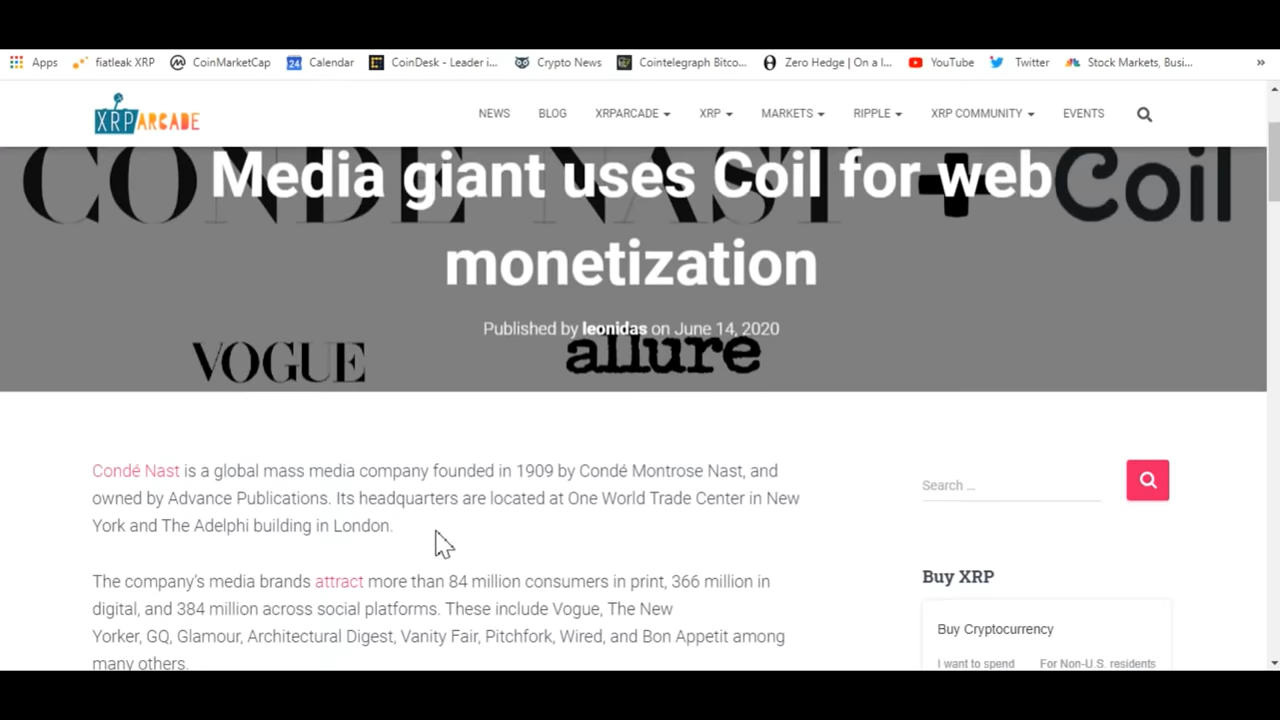 Apps fiatleak XRP CoinMarketCap 24 Calendar CoinDesk - Leader i... Crypto News Cointelegraph Bitco... Zero Hedge | On a l... YouTube Twitter Stock Markets, Busi... »
XRPARCADE NEWS BLOG XRPARCADE XRP MARKETS RIPPLE XRP COMMUNITY EVENTS
CONDÉ NAST + Coil
Media giant uses Coil for web
monetization
Published by leonidas on June 14, 2020
VOGUE allure
Condé Nast is a global mass media company founded in 1909 by Condé Montrose Nast, and
owned by Advance Publications. Its headquarters are located at One World Trade Center in New
York and The Adelphi building in London.
The company's media brands attract more than 84 million consumers in print, 366 million in
digital, and 384 million across social platforms. These include Vogue, The New
Yorker, GQ, Glamour, Architectural Digest, Vanity Fair, Pitchfork, Wired, and Bon Appetit among
many others.
Search ...
Buy XRP
Buy Cryptocurrency
I want to spend For Non-U.S. residents